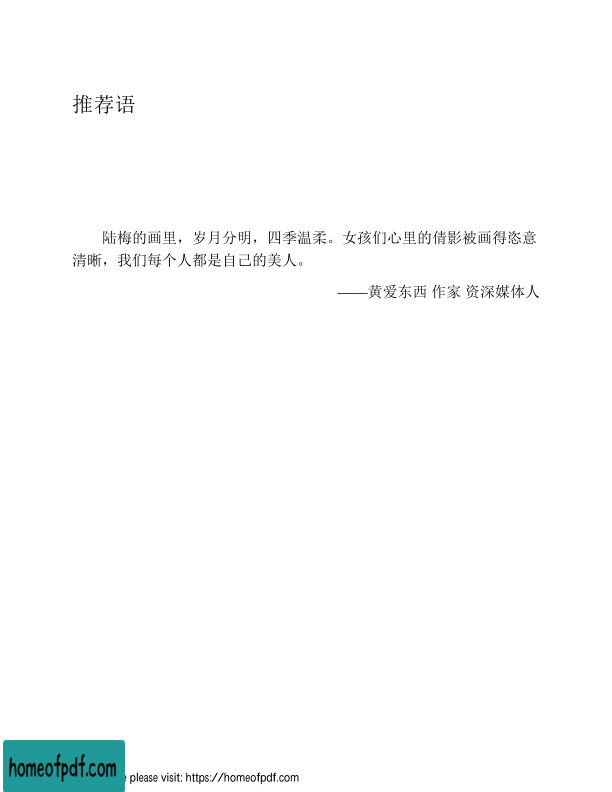 推荐语
陆梅的画里，岁月分明，四季温柔。女孩们心里的倩影被画得恣意
清晰，我们每个人都是自己的美人。
——黄爱东西 作家 资深媒体人
homeofpdf.com
please visit: https://homeofpdf.com